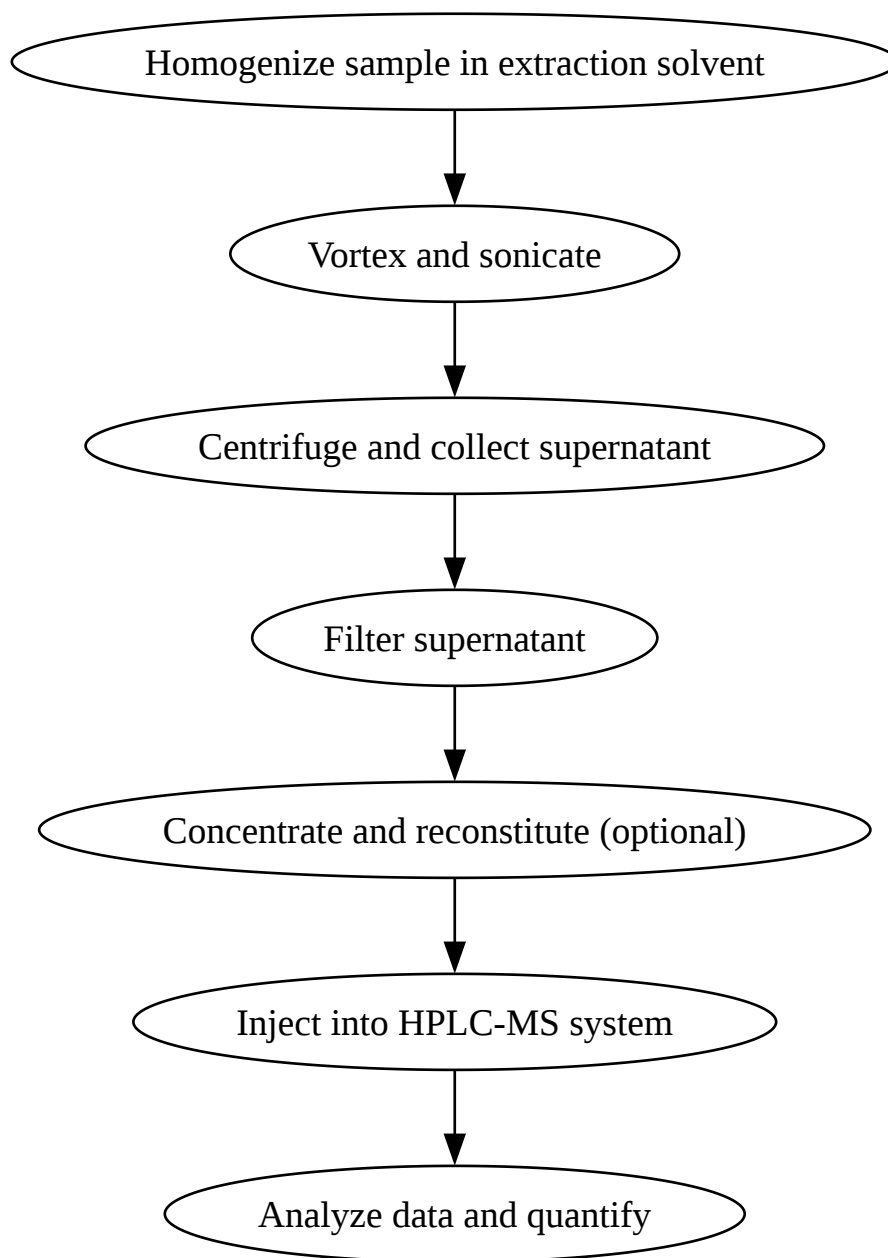 Homogenize sample in extraction solvent
Vortex and sonicate
Centrifuge and collect supernatant
Filter supernatant
Concentrate and reconstitute (optional)
Inject into HPLC-MS system
Analyze data and quantify